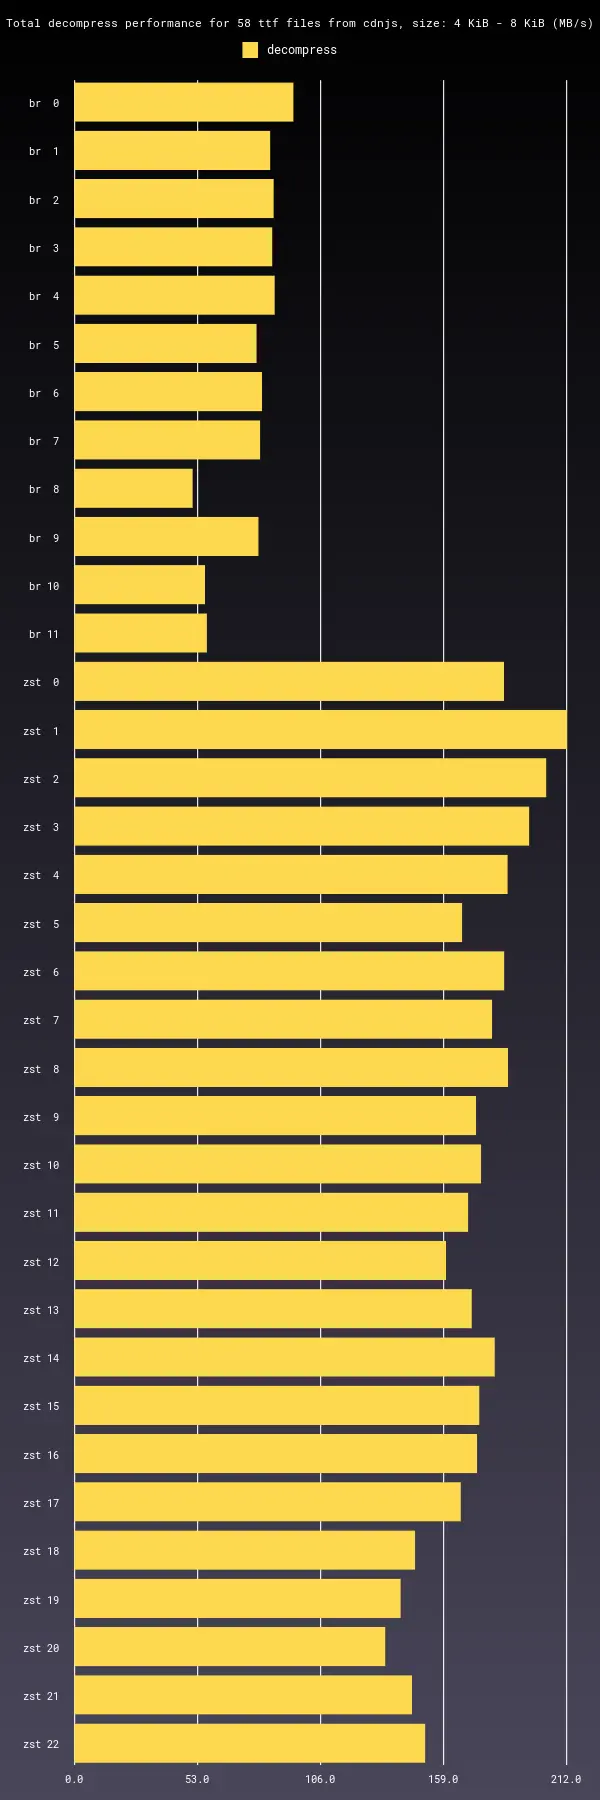 Total decompress performance for 58 ttf files from cdnjs, size: 4 KiB - 8 KiB (MB/s)
decompress
br 0
br 1
br 2
br 3
br 4
br 5
br 6
br 7
br 8
br 9
br 10
br 11
zst 0
zst 1
zst 2
zst 3
zst 4
zst 5
zst 6
zst 7
zst 8
zst 9
zst 10
zst 11
zst 12
zst 13
zst 14
zst 15
zst 16
zst 17
zst 18
zst 19
zst 20
zst 21
zst 22
0.0 53.0 106.0 159.0 212.0